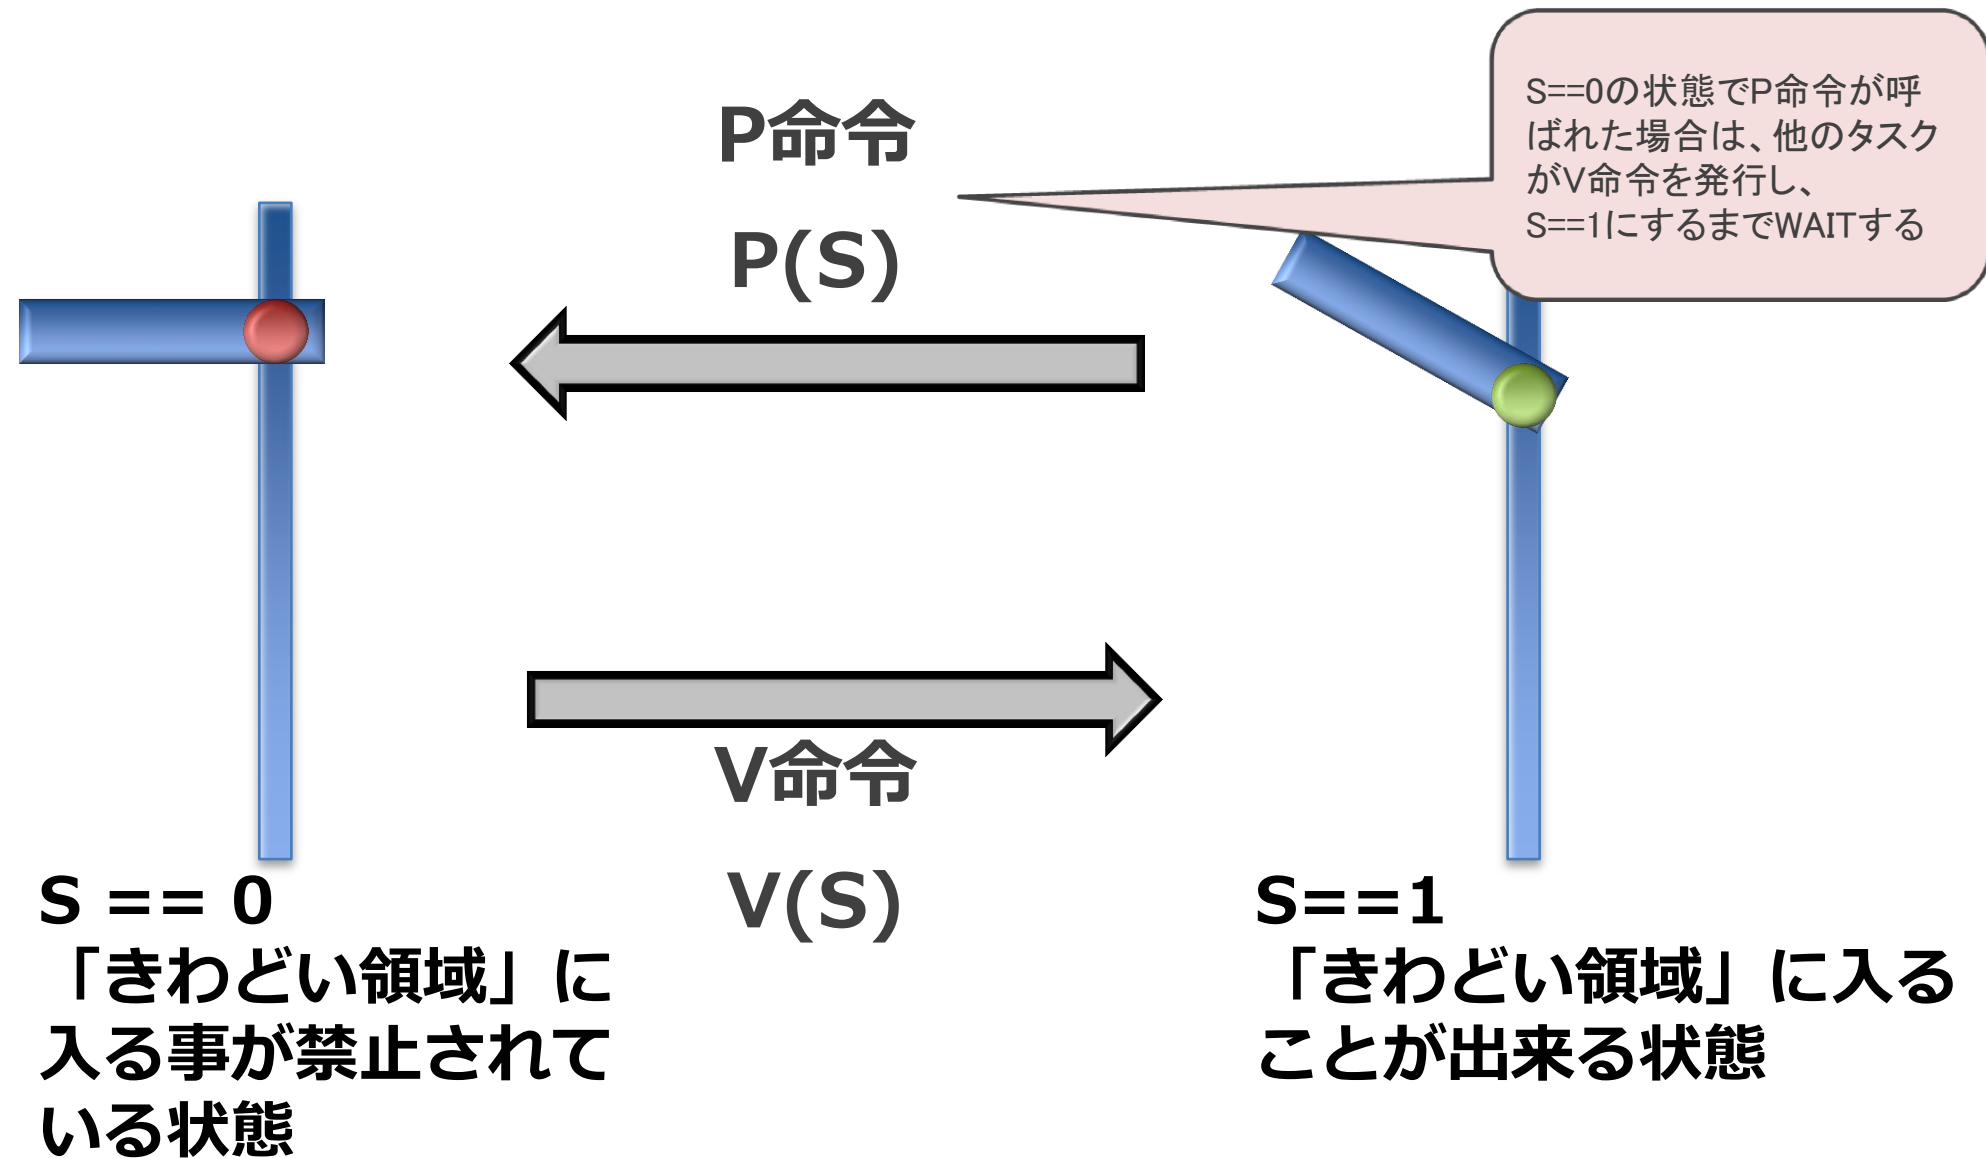 P命令
P(S)
S==0の状態でP命令が呼
ばれた場合は、他のタスク
がV命令を発行し、
S==1にするまでWAITする
V命令
V(S)
S == 0
「きわどい領域」に
入る事が禁止されて
いる状態
S==1
「きわどい領域」に入る
ことが出来る状態